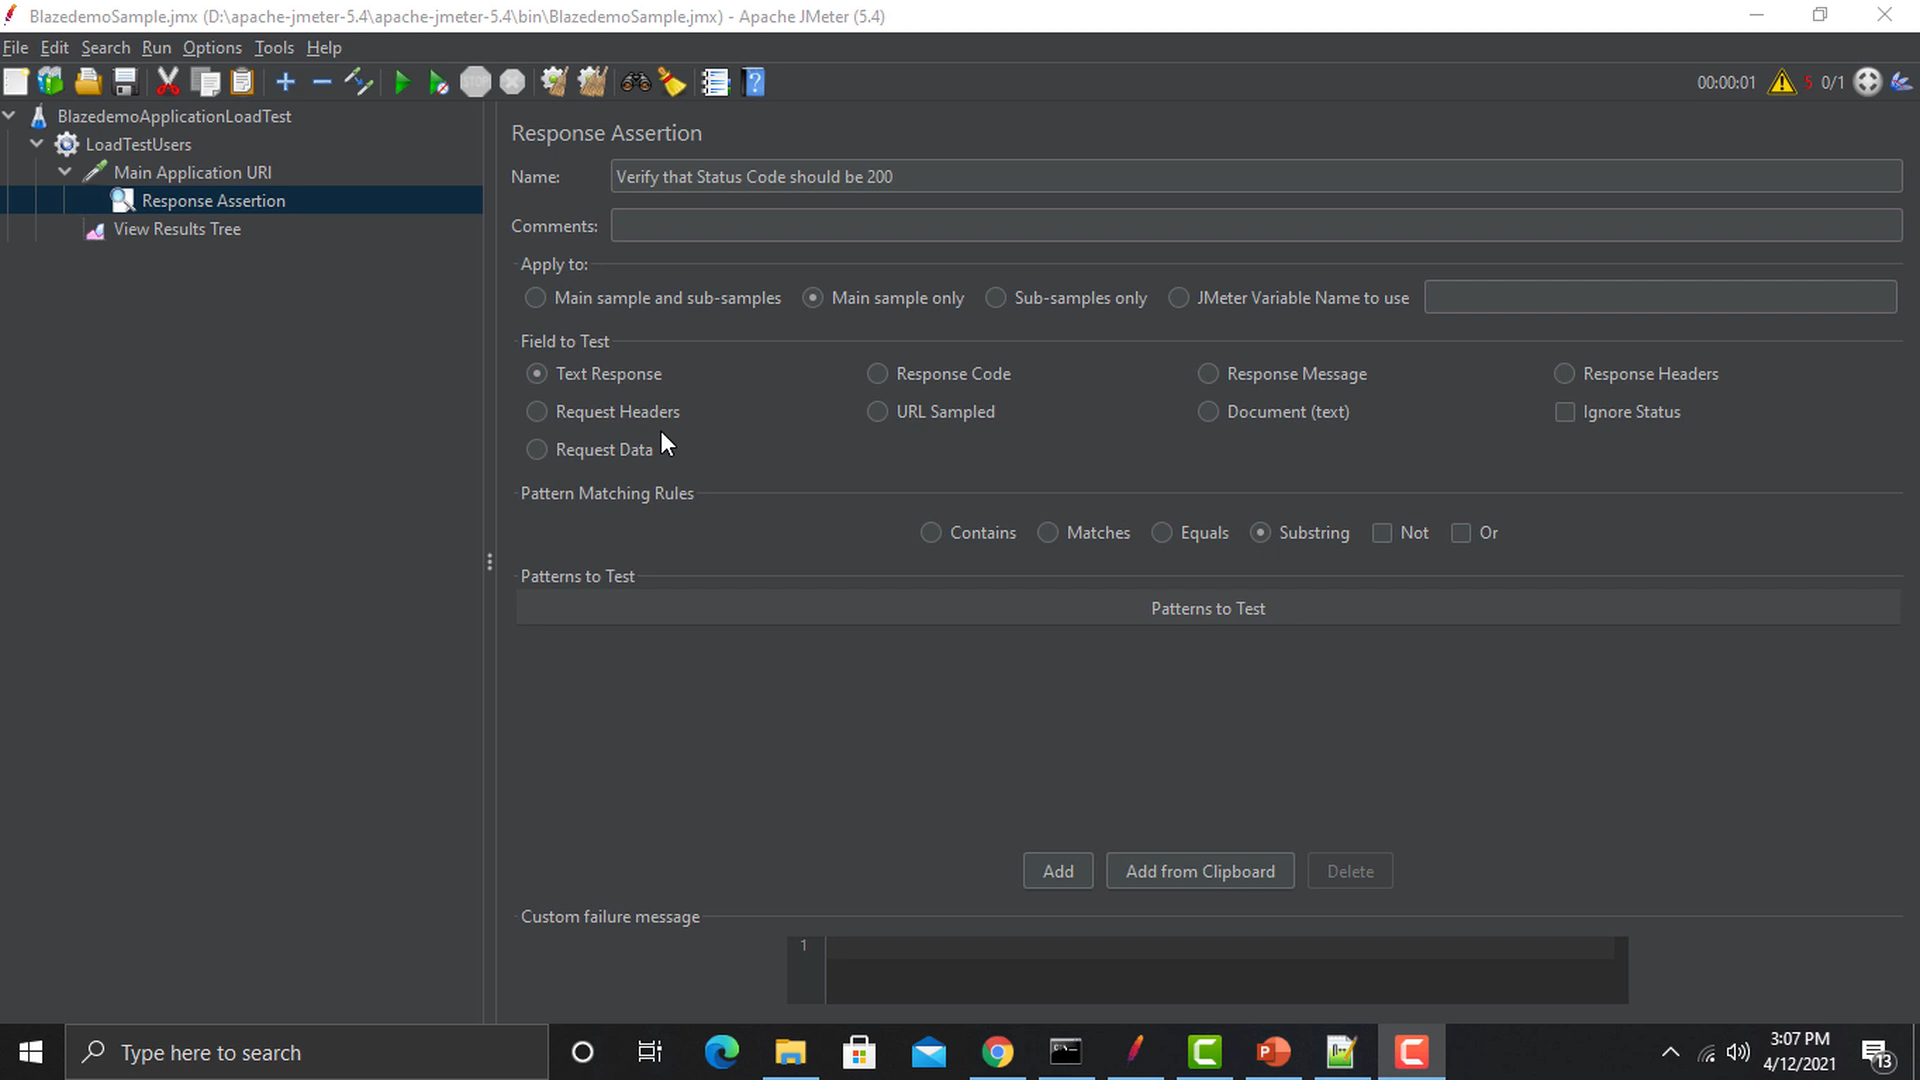 BlazedemoSample.jmx (D:\apache-jmeter-5.4\apache-jmeter-5.4\bin\BlazedemoSample.jmx) - Apache JMeter (5.4)
File Edit Search Run Options Tools Help
STOP 00:00:01 5 0/1
BlazedemoApplicationLoadTest
LoadTestUsers
Main Application URI
Response Assertion
View Results Tree
Response Assertion
Name: Verify that Status Code should be 200
Comments:
Apply to:
Main sample and sub-samples Main sample only Sub-samples only JMeter Variable Name to use
Field to Test
Text Response Response Code Response Message Response Headers
Request Headers URL Sampled Document (text) Ignore Status
Request Data
Pattern Matching Rules
Contains Matches Equals Substring Not Or
Patterns to Test
Patterns to Test
Add Add from Clipboard Delete
Custom failure message
1
Type here to search
3:07 PM
4/12/2021
13